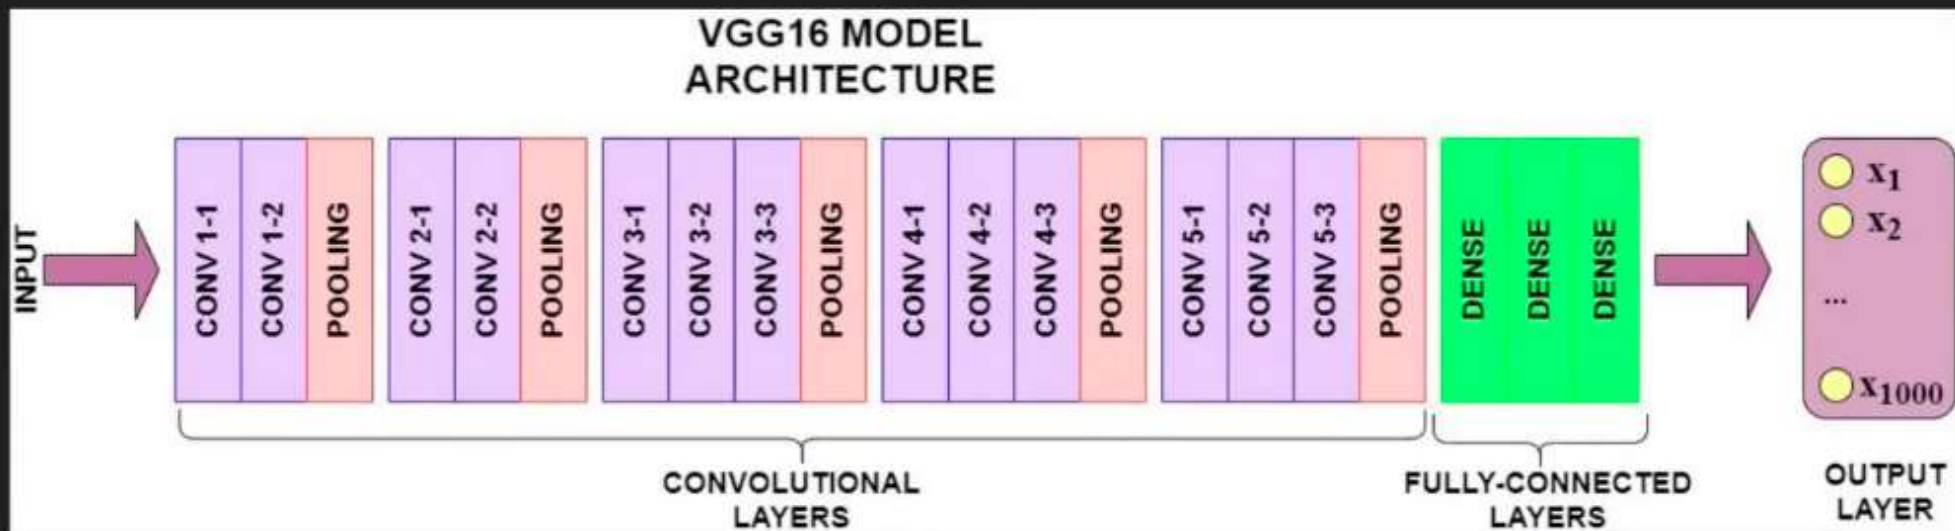 VGG16 MODEL
ARCHITECTURE
INPUT
CONV 1-1
CONV 1-2
POOLING
CONV 2-1
CONV 2-2
POOLING
CONV 3-1
CONV 3-2
CONV 3-3
POOLING
CONV 4-1
CONV 4-2
CONV 4-3
POOLING
CONV 5-1
CONV 5-2
CONV 5-3
POOLING
DENSE
DENSE
DENSE
x₁
x₂
...
x₁₀₀₀
CONVOLUTIONAL
LAYERS
FULLY-CONNECTED
LAYERS
OUTPUT
LAYER